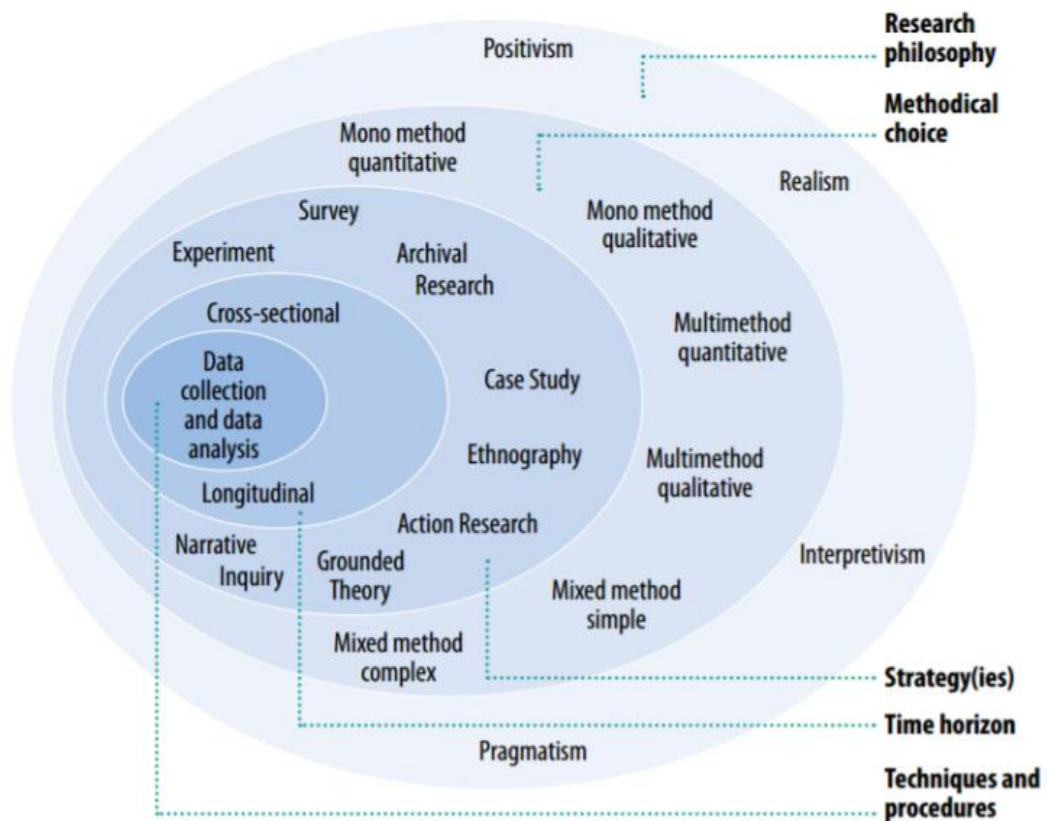 Research
philosophy
Positivism
Methodical
choice
Mono method
quantitative
Realism
Survey
Mono method
qualitative
Experiment
Archival
Research
Cross-sectional
Multimethod
quantitative
Data
collection
and data
analysis
Case Study
Ethnography
Multimethod
qualitative
Longitudinal
Action Research
Narrative
Inquiry
Grounded
Theory
Interpretivism
Mixed method
simple
Mixed method
complex
Strategy(ies)
Time horizon
Pragmatism
Techniques and
procedures